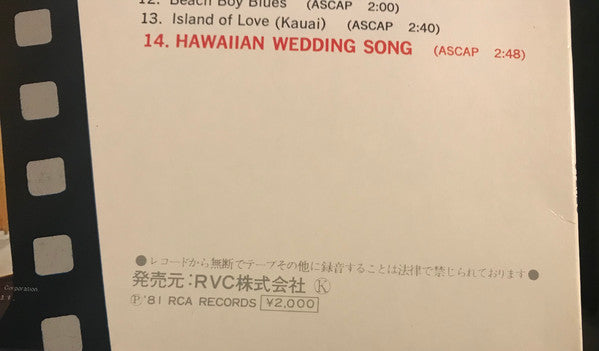 12. Beach Boy Blues (ASCAP 2:00)
13. Island of Love (Kauai) (ASCAP 2:40)
14. HAWAIIAN WEDDING SONG (ASCAP 2:48)
●レコードから無断でテープその他に録音することは法律で禁じられております●
発売元:RVC株式会社 Ⓚ
Ⓟ'81 RCA RECORDS ¥2,000
Corporation.